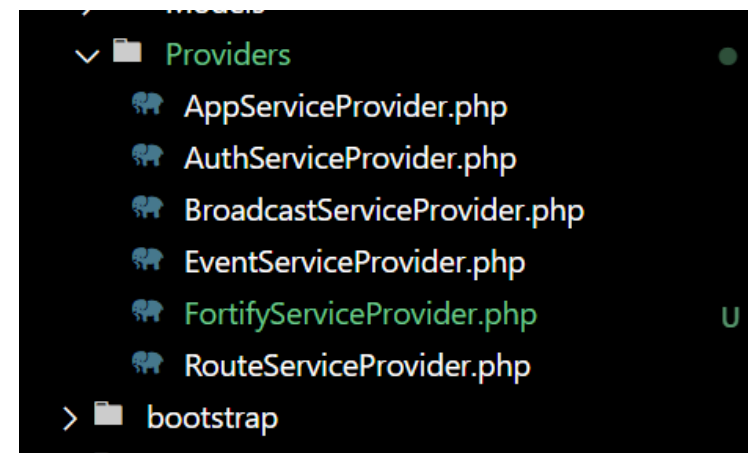 Providers
AppServiceProvider.php
AuthServiceProvider.php
BroadcastServiceProvider.php
EventServiceProvider.php
FortifyServiceProvider.php U
RouteServiceProvider.php
bootstrap